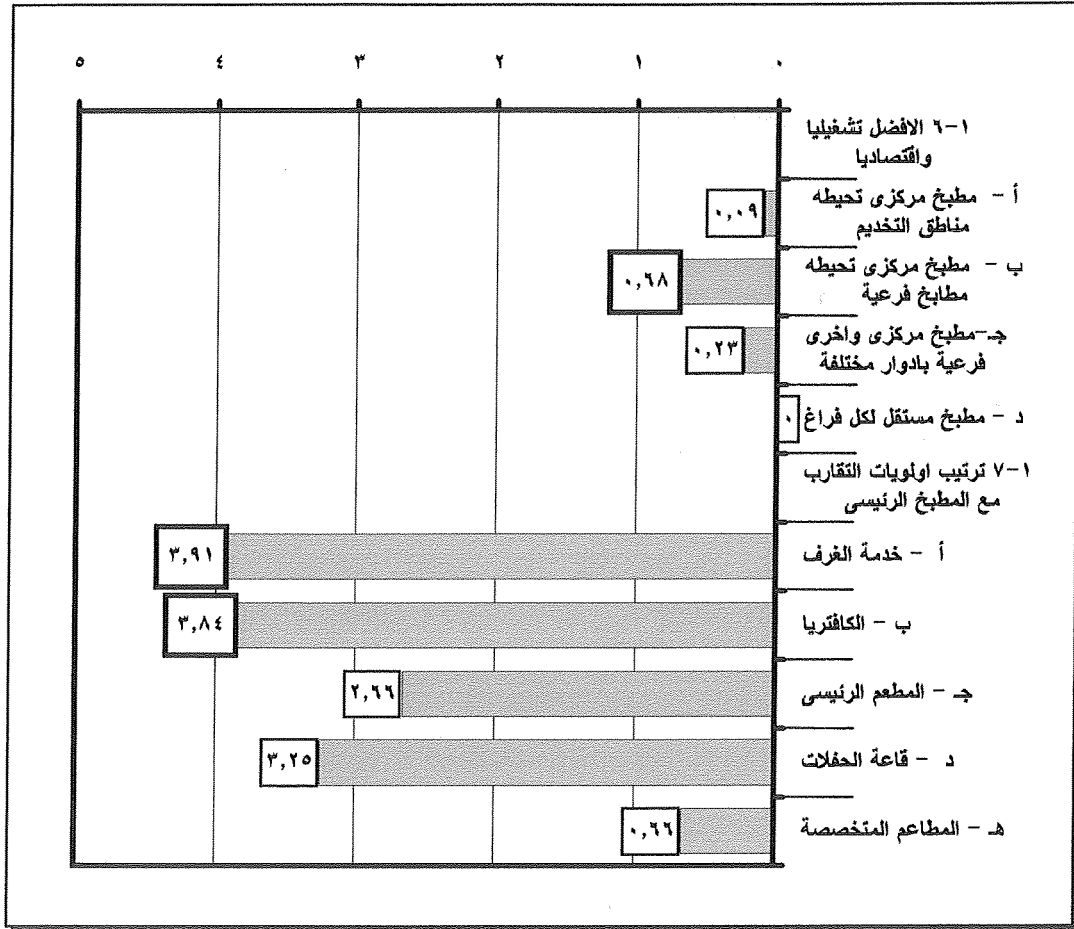 ٠ ١ ٢ ٣ ٤ ٥
١-٦ الافضل تشغيليا
واقتصاديا
أ - مطبخ مركزى تحيطه
مناطق التخديم
٠,٠٩
ب - مطبخ مركزى تحيطه
مطابخ فرعية
٠,٦٨
جـ-مطبخ مركزى واخرى
فرعية بادوار مختلفة
٠,٢٣
د - مطبخ مستقل لكل فراغ
٠
١-٧ ترتيب اولويات التقارب
مع المطبخ الرئيسى
أ - خدمة الغرف
٣,٩١
ب - الكافتريا
٣,٨٤
جـ - المطعم الرئيسى
٢,٦٦
د - قاعة الحفلات
٣,٢٥
هـ - المطاعم المتخصصة
٠,٦٦